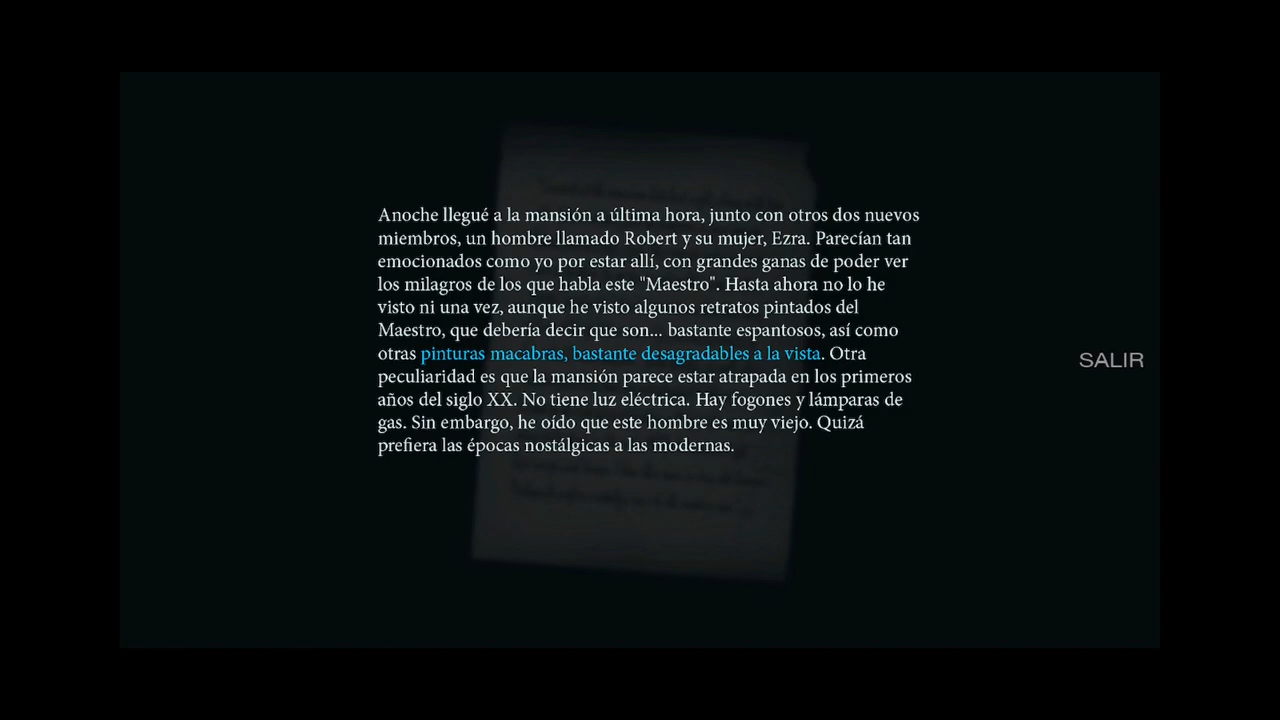 Anoche llegué a la mansión a última hora, junto con otros dos nuevos
miembros, un hombre llamado Robert y su mujer, Ezra. Parecían tan
emocionados como yo por estar allí, con grandes ganas de poder ver
los milagros de los que habla este "Maestro". Hasta ahora no lo he
visto ni una vez, aunque he visto algunos retratos pintados del
Maestro, que debería decir que son... bastante espantosos, así como
otras pinturas macabras, bastante desagradables a la vista. Otra
peculiaridad es que la mansión parece estar atrapada en los primeros
años del siglo XX. No tiene luz eléctrica. Hay fogones y lámparas de
gas. Sin embargo, he oído que este hombre es muy viejo. Quizá
prefiera las épocas nostálgicas a las modernas.
SALIR